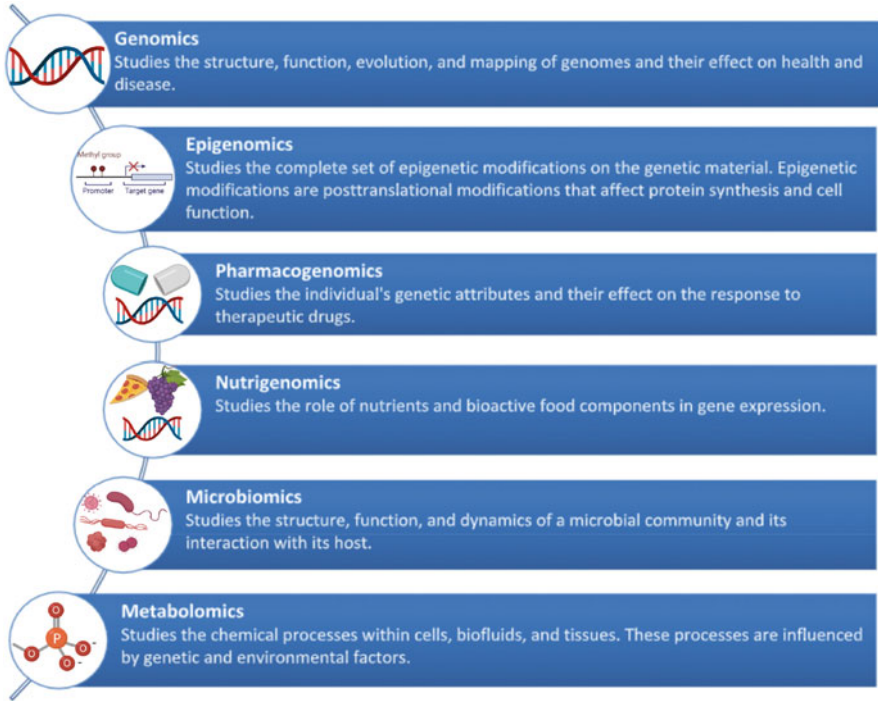 Genomics
Studies the structure, function, evolution, and mapping of genomes and their effect on health and
disease.
Methyl group
Promoter
Target gene
Epigenomics
Studies the complete set of epigenetic modifications on the genetic material. Epigenetic
modifications are posttranslational modifications that affect protein synthesis and cell
function.
Pharmacogenomics
Studies the individual's genetic attributes and their effect on the response to
therapeutic drugs.
Nutrigenomics
Studies the role of nutrients and bioactive food components in gene expression.
Microbiomics
Studies the structure, function, and dynamics of a microbial community and its
interaction with its host.
O
P
O
O-
O-
Metabolomics
Studies the chemical processes within cells, biofluids, and tissues. These processes are influenced
by genetic and environmental factors.